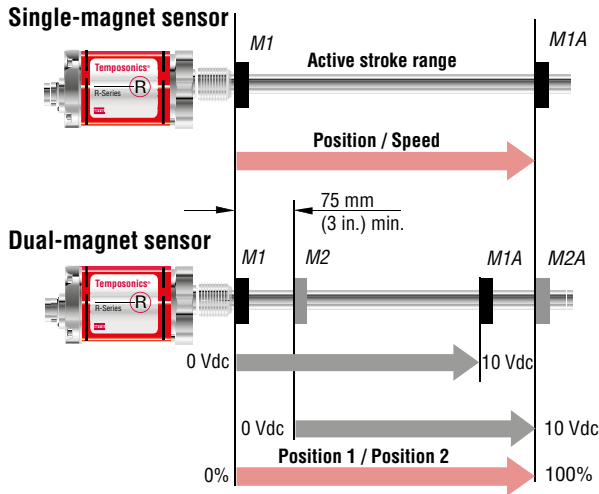 Single-magnet sensor
M1
M1A
Active stroke range
Temposonics®
R-Series
R
Position / Speed
75 mm
(3 in.) min.
Dual-magnet sensor
M1
M2
M1A
M2A
Temposonics®
R-Series
R
0 Vdc
10 Vdc
0 Vdc
10 Vdc
Position 1 / Position 2
0%
100%